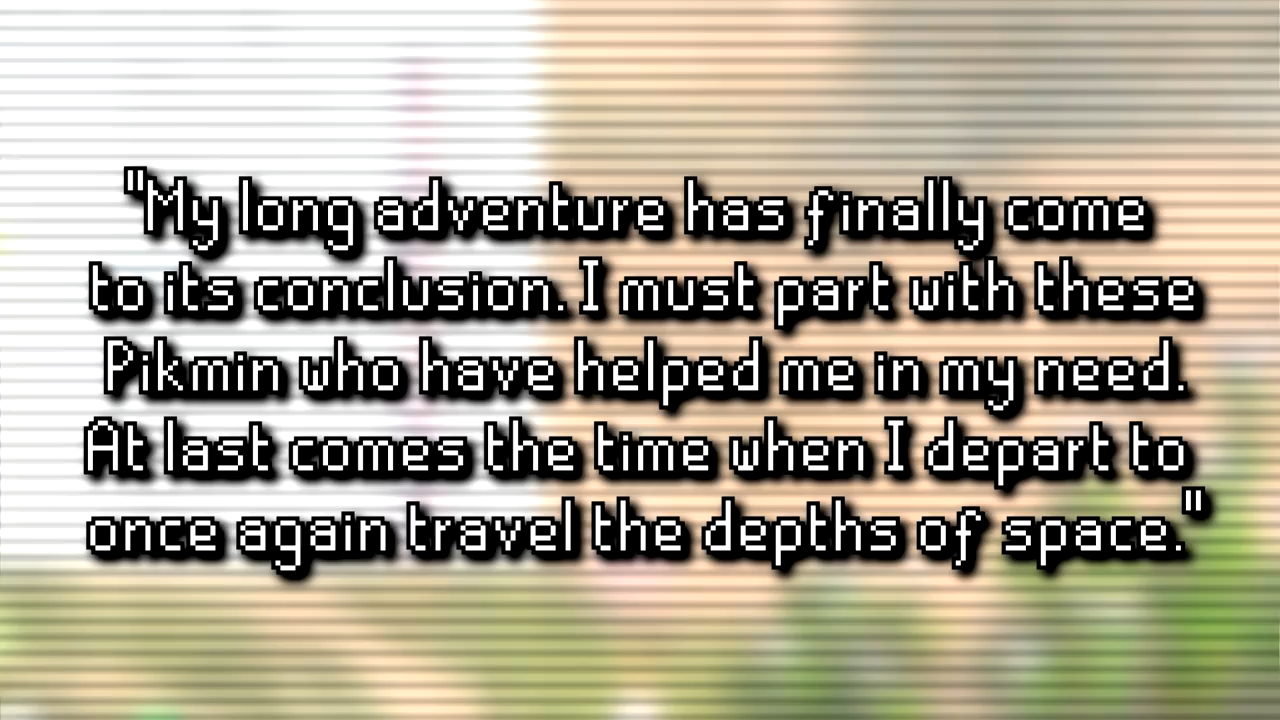 "My long adventure has finally come
to its conclusion. I must part with these
Pikmin who have helped me in my need.
At last comes the time when I depart to
once again travel the depths of space."